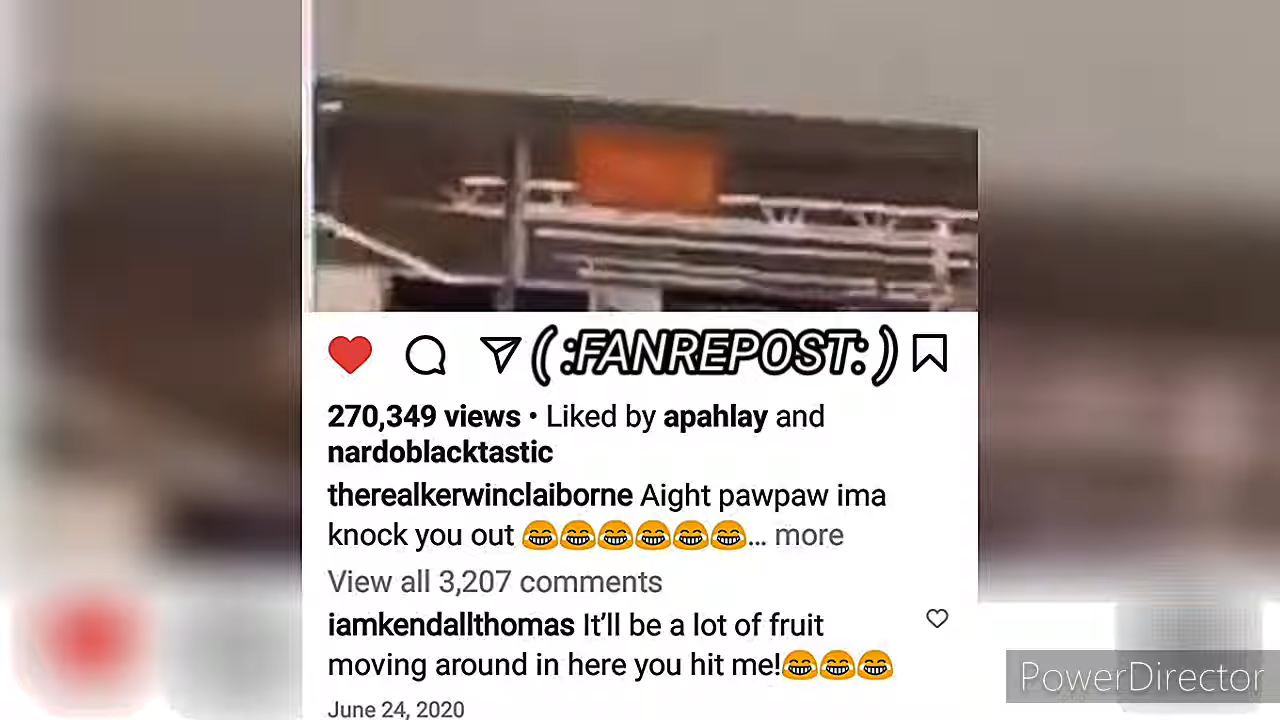 (:FANREPOST:)
270,349 views • Liked by apahlay and
nardoblacktastic
therealkerwinclaiborne Aight pawpaw ima
knock you out 😂😂😂😂😂😂… more
View all 3,207 comments
iamkendallthomas It’ll be a lot of fruit
moving around in here you hit me!😂😂😂
June 24, 2020
PowerDirector